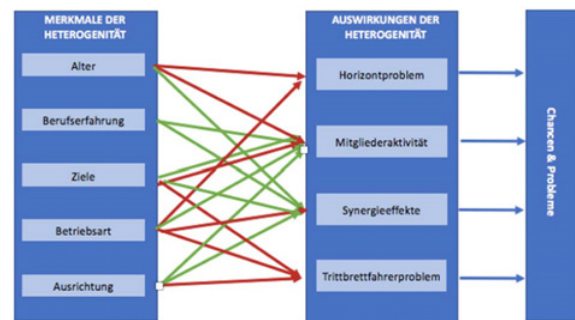 MERKMALE DER
HETEROGENITÄT
Alter
Berufserfahrung
Ziele
Betriebsart
Ausrichtung
AUSWIRKUNGEN DER
HETEROGENITÄT
Horizontproblem
Mitgliederaktivität
Synergieeffekte
Trittbrettfahrerproblem
Chancen & Probleme